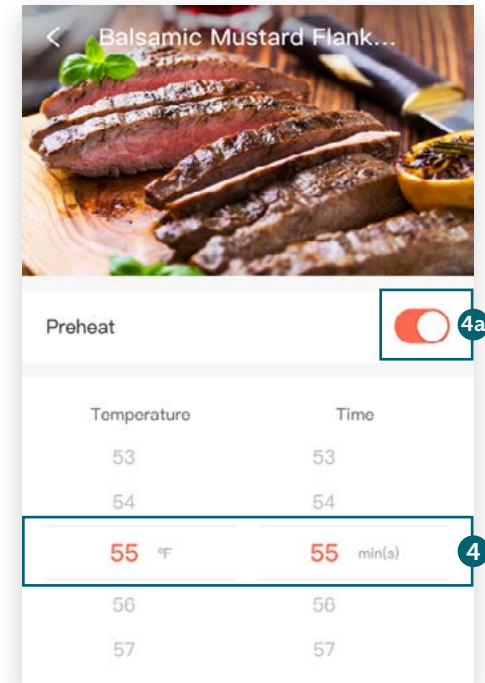 Balsamic Mustard Flank...
Preheat
4a
Temperature Time
53 53
54 54
55 °F 55 min(s)
4
56 56
57 57